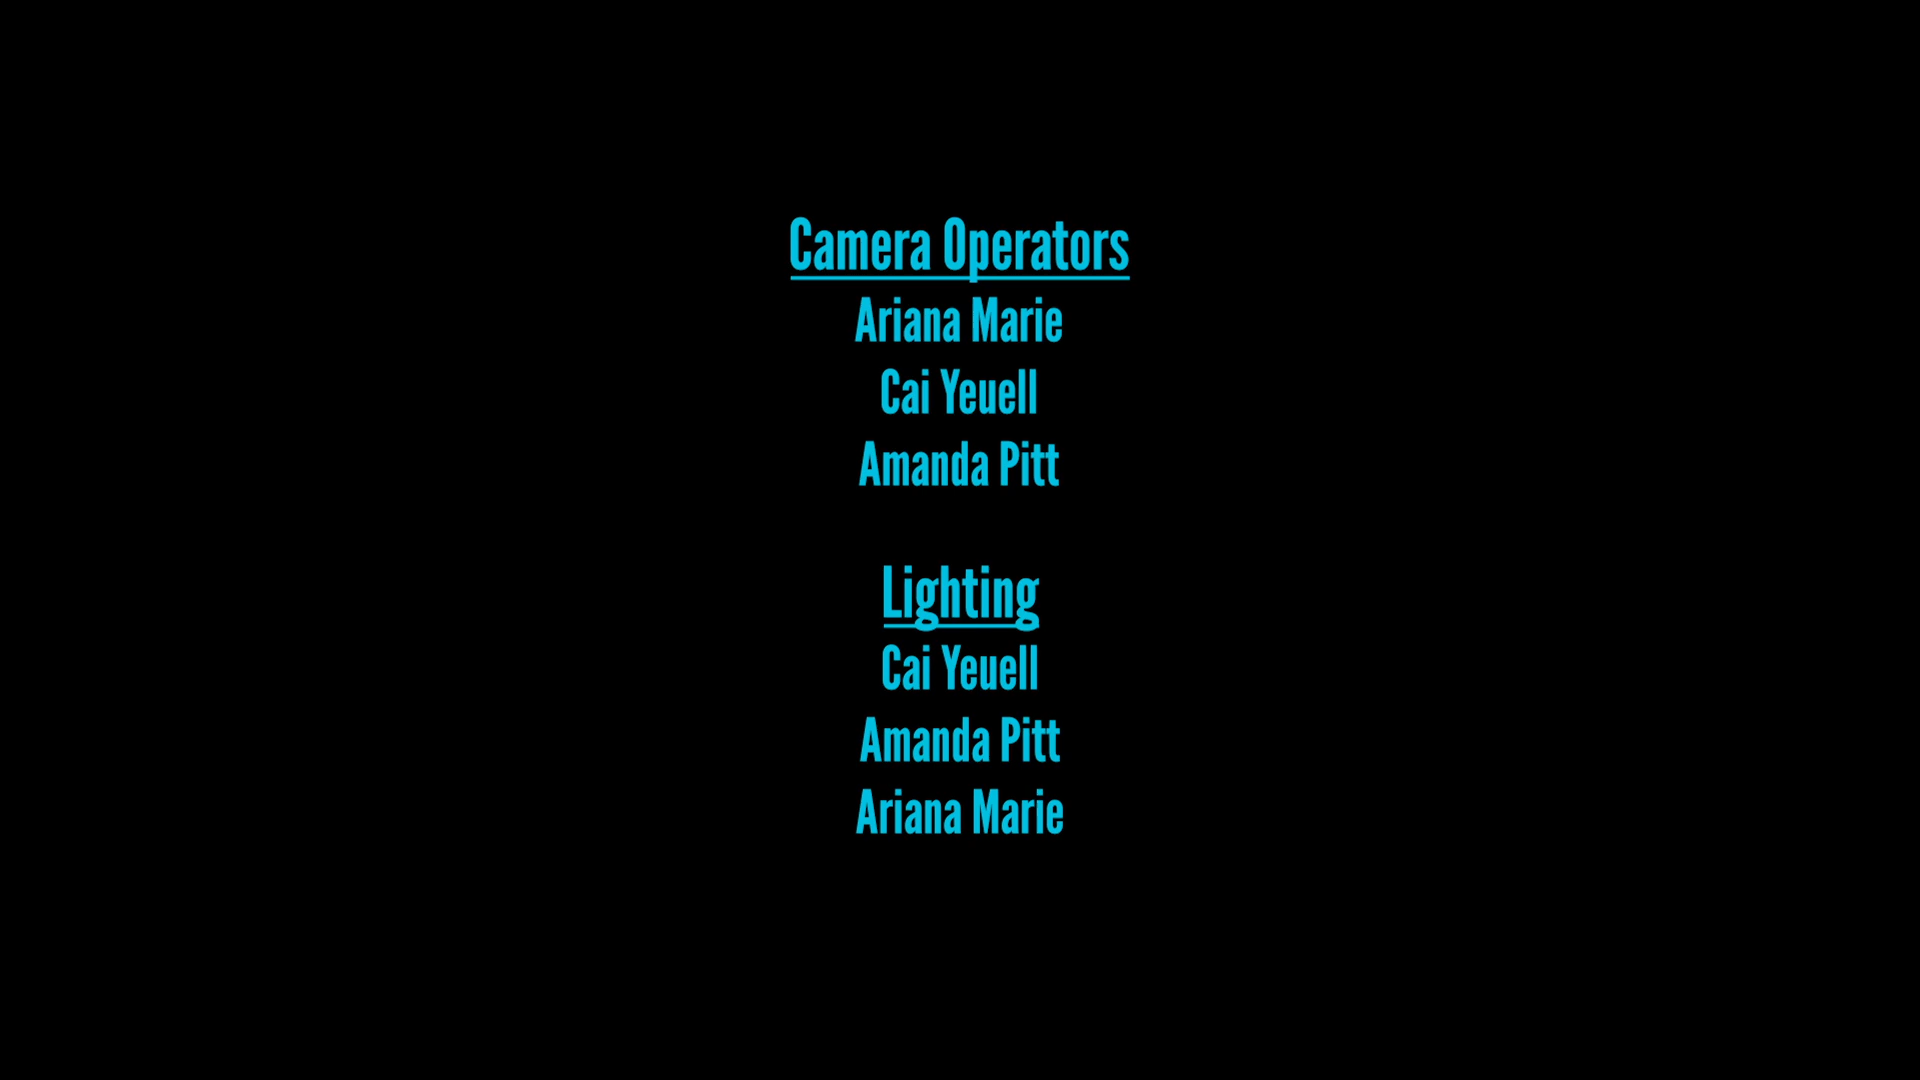 Camera Operators
Ariana Marie
Cai Yeuell
Amanda Pitt
Lighting
Cai Yeuell
Amanda Pitt
Ariana Marie